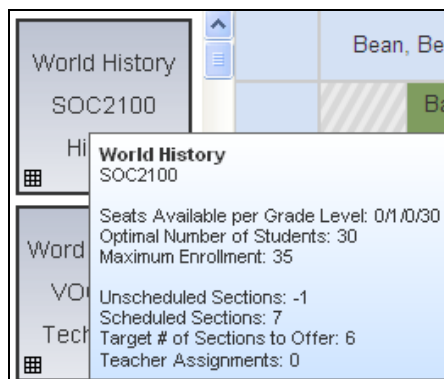 World History
SOC2100
Hi
Bean, Be
Ba
World History
SOC2100
Seats Available per Grade Level: 0/1/0/30
Optimal Number of Students: 30
Maximum Enrollment: 35
Unscheduled Sections: -1
Scheduled Sections: 7
Target # of Sections to Offer: 6
Teacher Assignments: 0
Word
VO
Tech